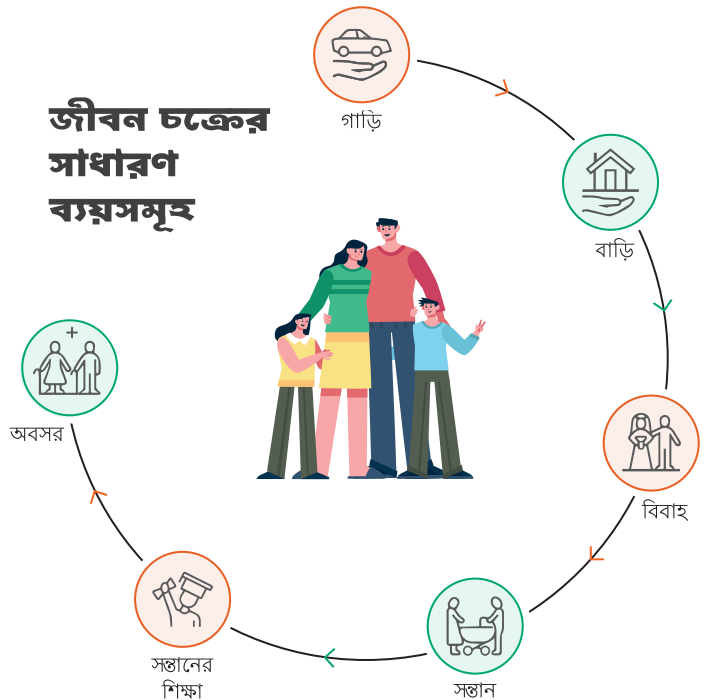 জীবন চক্রের
সাধারণ
ব্যয়সমূহ
গাড়ি
বাড়ি
বিবাহ
সন্তান
সন্তানের
শিক্ষা
অবসর